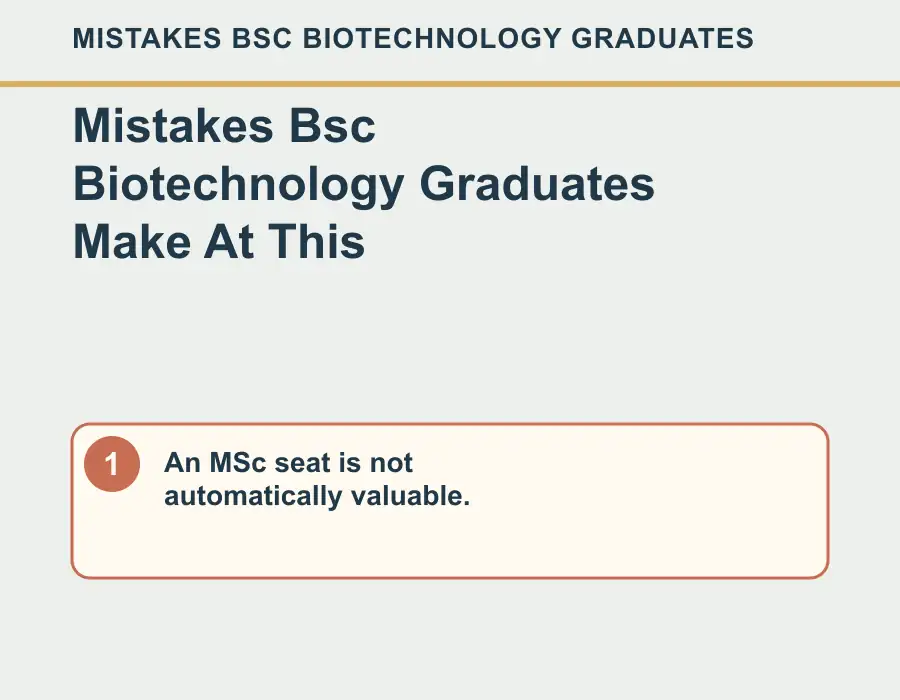 MISTAKES BSC BIOTECHNOLOGY GRADUATES
Mistakes Bsc
Biotechnology Graduates
Make At This
1
An MSc seat is not
automatically valuable.